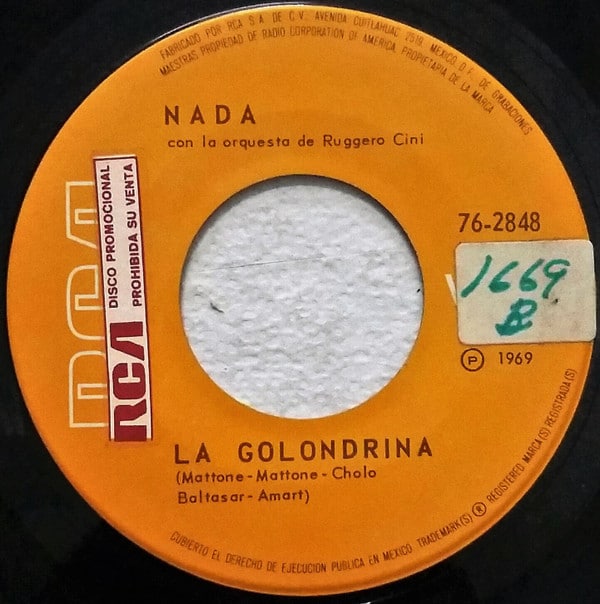 FABRICADO POR RCA S.A. DE C.V., AVENIDA CUITLAHUAC 2519, MEXICO, D.F., DE GRABACIONES
MAESTRAS PROPIEDAD DE RADIO CORPORATION OF AMERICA, PROPIETARIA DE LA MARCA
NADA
con la orquesta de Ruggero Cini
RCA
DISCO PROMOCIONAL
PROHIBIDA SU VENTA
RCA
76-2848
1669
B
Ⓟ 1969
LA GOLONDRINA
(Mattone-Mattone-Cholo
Baltasar-Amart)
CUBIERTO EL DERECHO DE EJECUCION PUBLICA EN MEXICO TRADEMARK(S) ® REGISTERED MARCA(S) REGISTRADA(S)